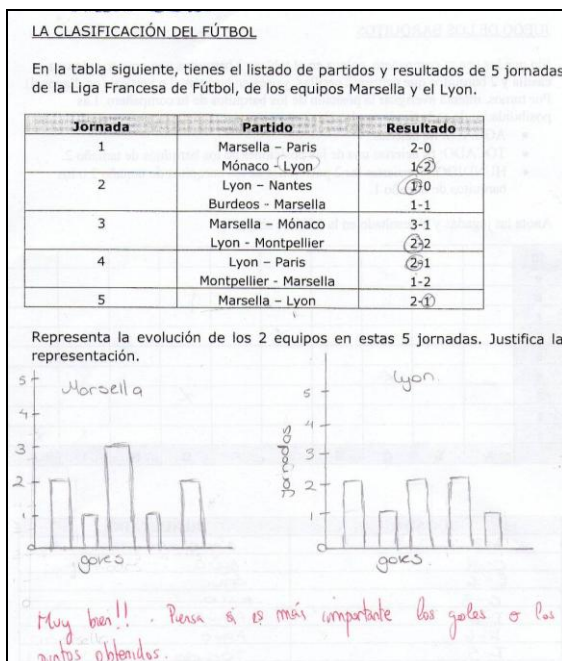 LA CLASIFICACIÓN DEL FÚTBOL
En la tabla siguiente, tienes el listado de partidos y resultados de 5 jornadas
de la Liga Francesa de Fútbol, de los equipos Marsella y el Lyon.
Jornada Partido Resultado
1 Marsella – Paris 2-0
Mónaco - Lyon 1-2
2 Lyon – Nantes 1-0
Burdeos - Marsella 1-1
3 Marsella – Mónaco 3-1
Lyon - Montpellier 2-2
4 Lyon – Paris 2-1
Montpellier - Marsella 1-2
5 Marsella – Lyon 2-1
Representa la evolución de los 2 equipos en estas 5 jornadas. Justifica la
representación.
Marsella
5
4
3
2
1
0
goles
Lyon.
jornadas
5
4
3
2
1
0
goles.
Muy bien!! . Piensa si es más importante los goles o los
puntos obtenidos.